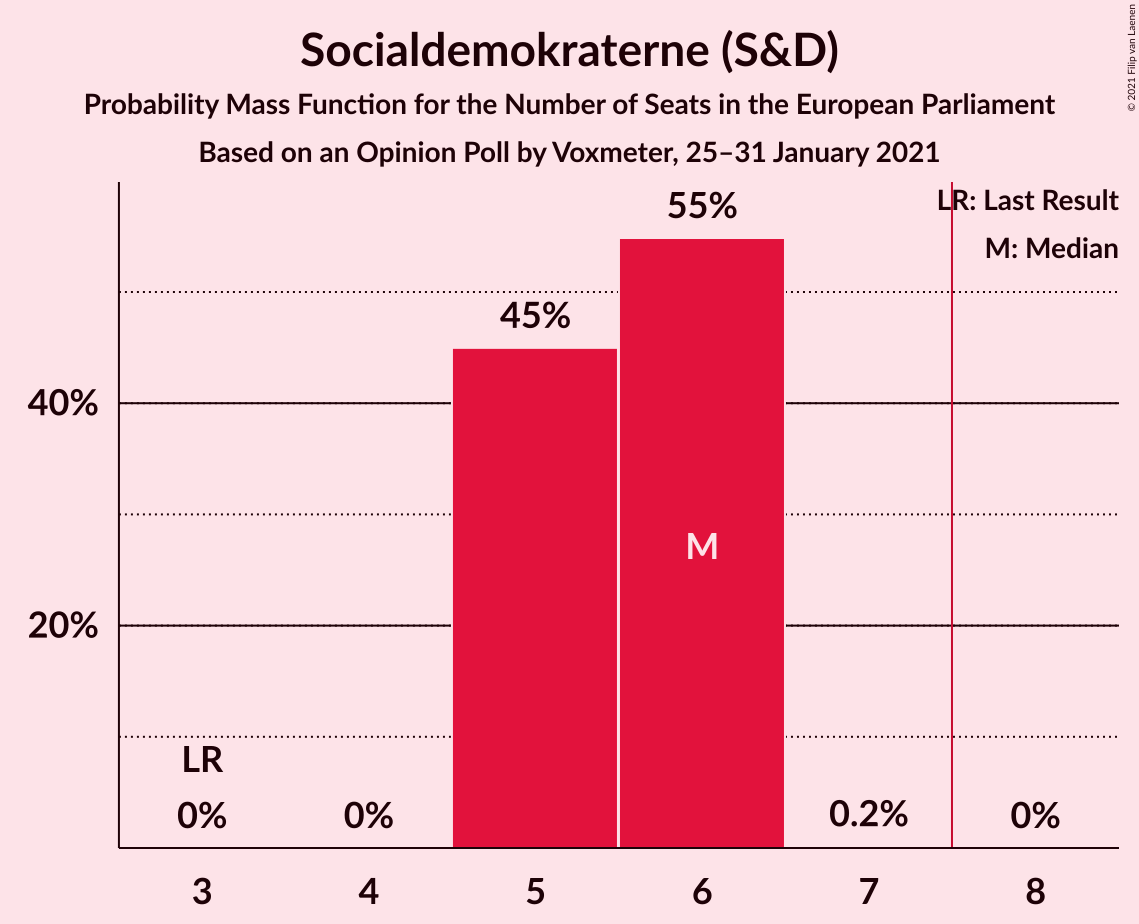 Socialdemokraterne (S&D)
Probability Mass Function for the Number of Seats in the European Parliament
Based on an Opinion Poll by Voxmeter, 25–31 January 2021
© 2021 Filip van Laenen
LR: Last Result
M: Median
55%
45%
40%
M
20%
LR
0%
0%
0.2%
0%
3
4
5
6
7
8